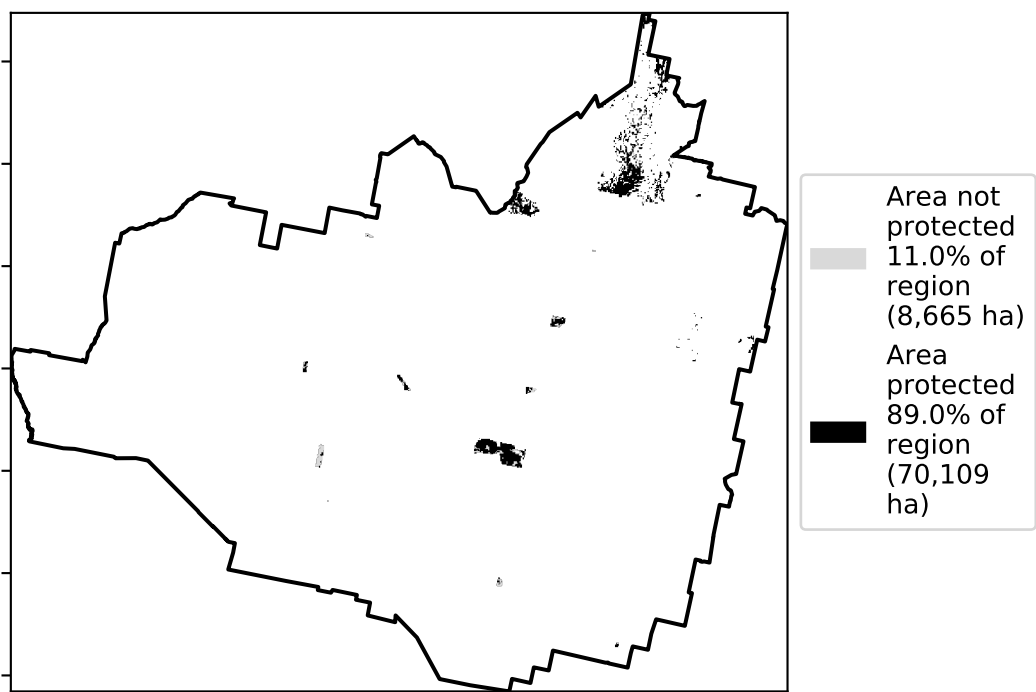 Area not
protected
11.0% of
region
(8,665 ha)
Area
protected
89.0% of
region
(70,109
ha)